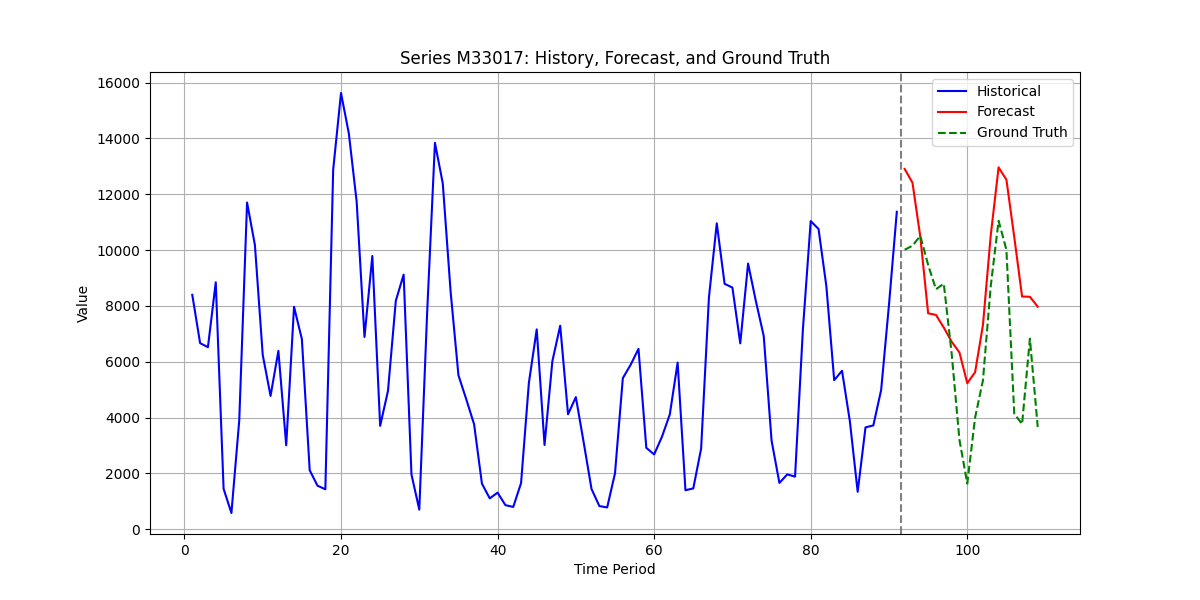 Series M33017: History, Forecast, and Ground Truth
16000
14000
12000
10000
8000
6000
4000
2000
0
Value
Historical
Forecast
Ground Truth
0 20 40 60 80 100
Time Period